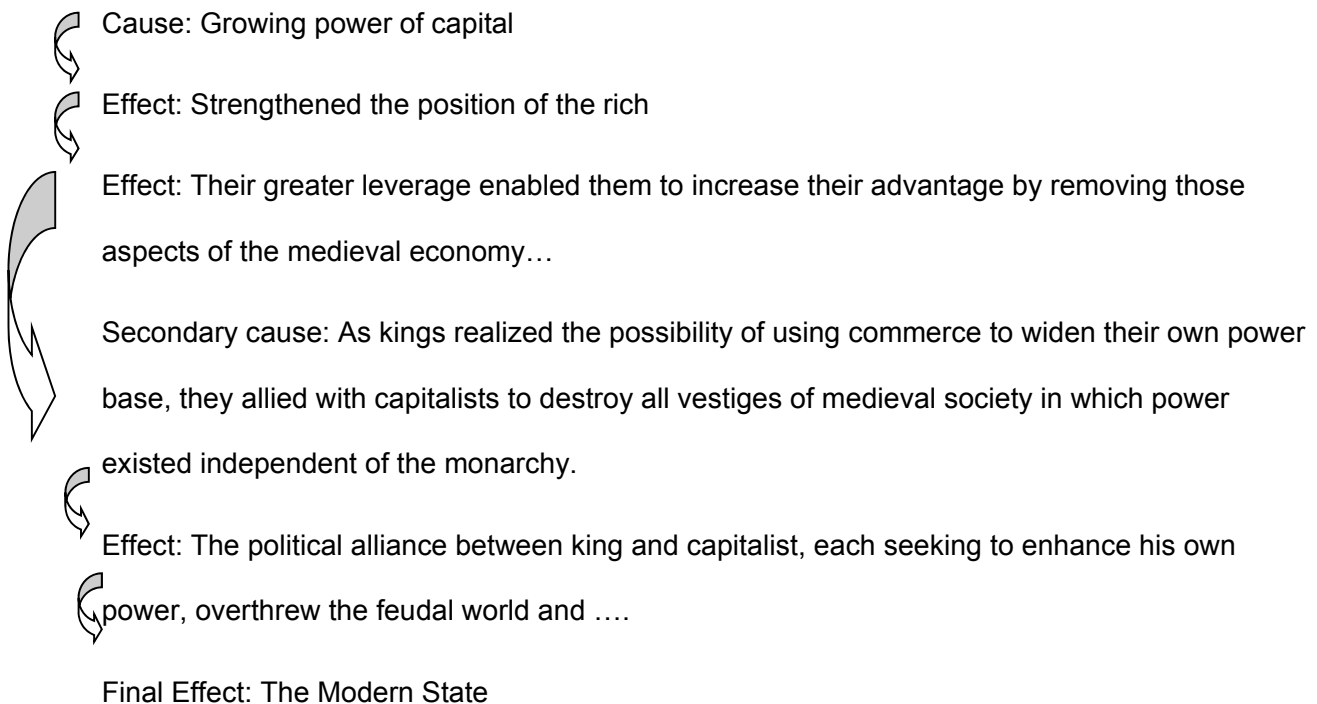 Cause: Growing power of capital
Effect: Strengthened the position of the rich
Effect: Their greater leverage enabled them to increase their advantage by removing those
aspects of the medieval economy…
Secondary cause: As kings realized the possibility of using commerce to widen their own power
base, they allied with capitalists to destroy all vestiges of medieval society in which power
existed independent of the monarchy.
Effect: The political alliance between king and capitalist, each seeking to enhance his own
power, overthrew the feudal world and ….
Final Effect: The Modern State